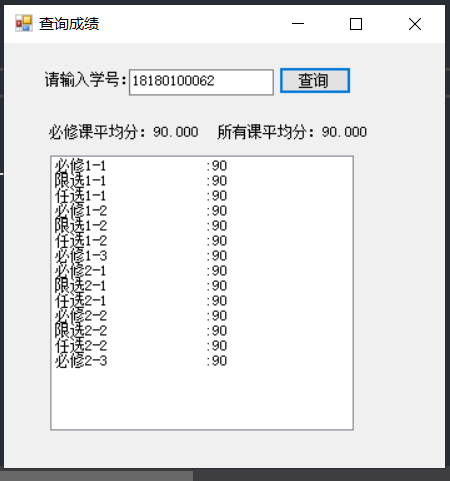 查询成绩
请输入学号:18180100062 查询
必修课平均分: 90.000 所有课平均分: 90.000
必修1-1 :90
限选1-1 :90
任选1-1 :90
必修1-2 :90
限选1-2 :90
任选1-2 :90
必修1-3 :90
必修2-1 :90
限选2-1 :90
任选2-1 :90
必修2-2 :90
限选2-2 :90
任选2-2 :90
必修2-3 :90